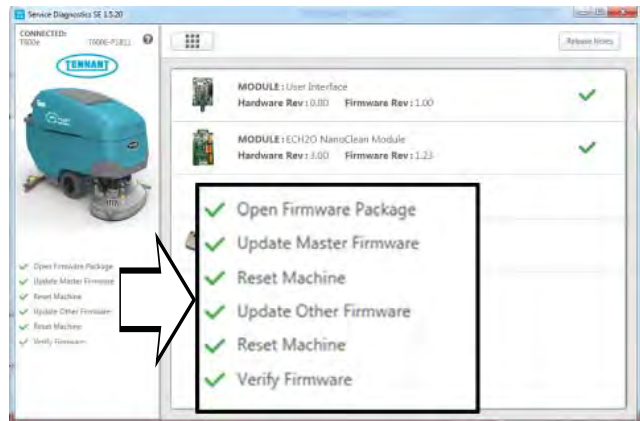 Service Diagnostics SE 1.5.20
CONNECTED:
T600e
TENNANT
Release Notes
MODULE: User Interface
Hardware Rev: 0.00 Firmware Rev: 1.00
MODULE: ECH2O NanoClean Module
Hardware Rev: 3.00 Firmware Rev: 1.23
Open Firmware Package
Update Master Firmware
Reset Machine
Update Other Firmware
Reset Machine
Verify Firmware
Open Firmware Package
Update Master Firmware
Reset Machine
Update Other Firmware
Reset Machine
Verify Firmware